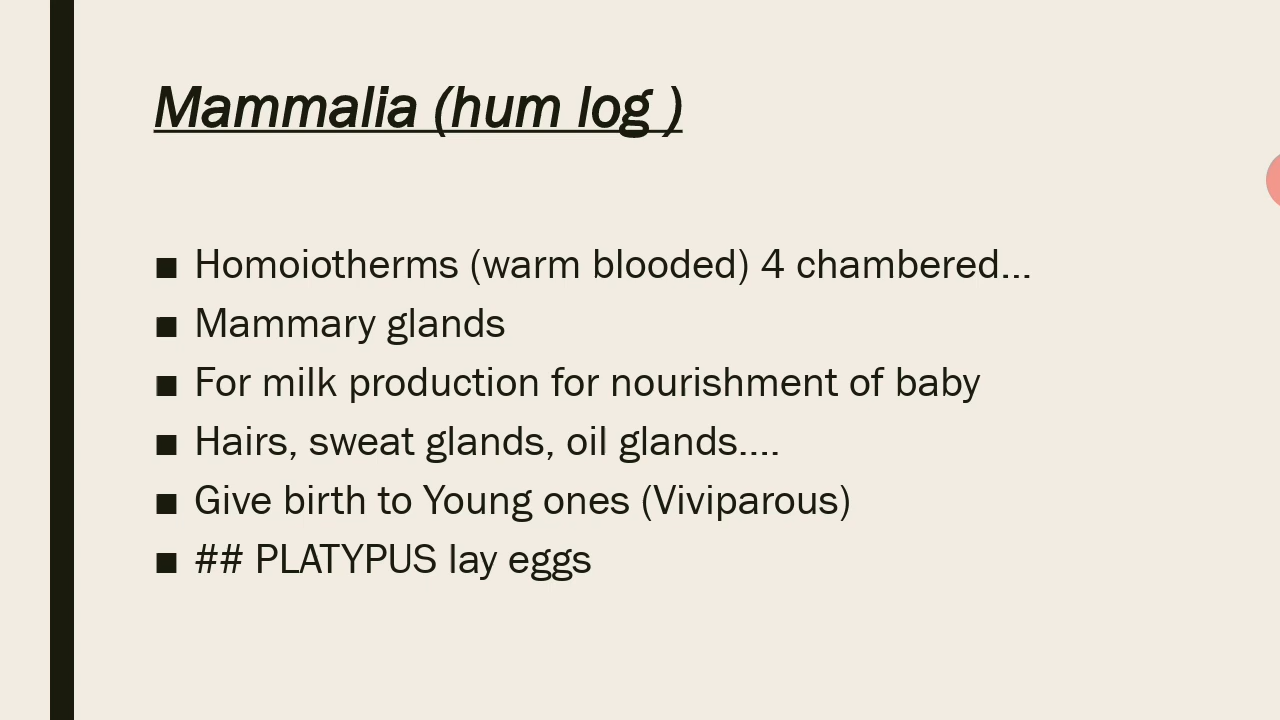 Mammalia (hum log )
■ Homoiotherms (warm blooded) 4 chambered...
■ Mammary glands
■ For milk production for nourishment of baby
■ Hairs, sweat glands, oil glands....
■ Give birth to Young ones (Viviparous)
■ ## PLATYPUS lay eggs